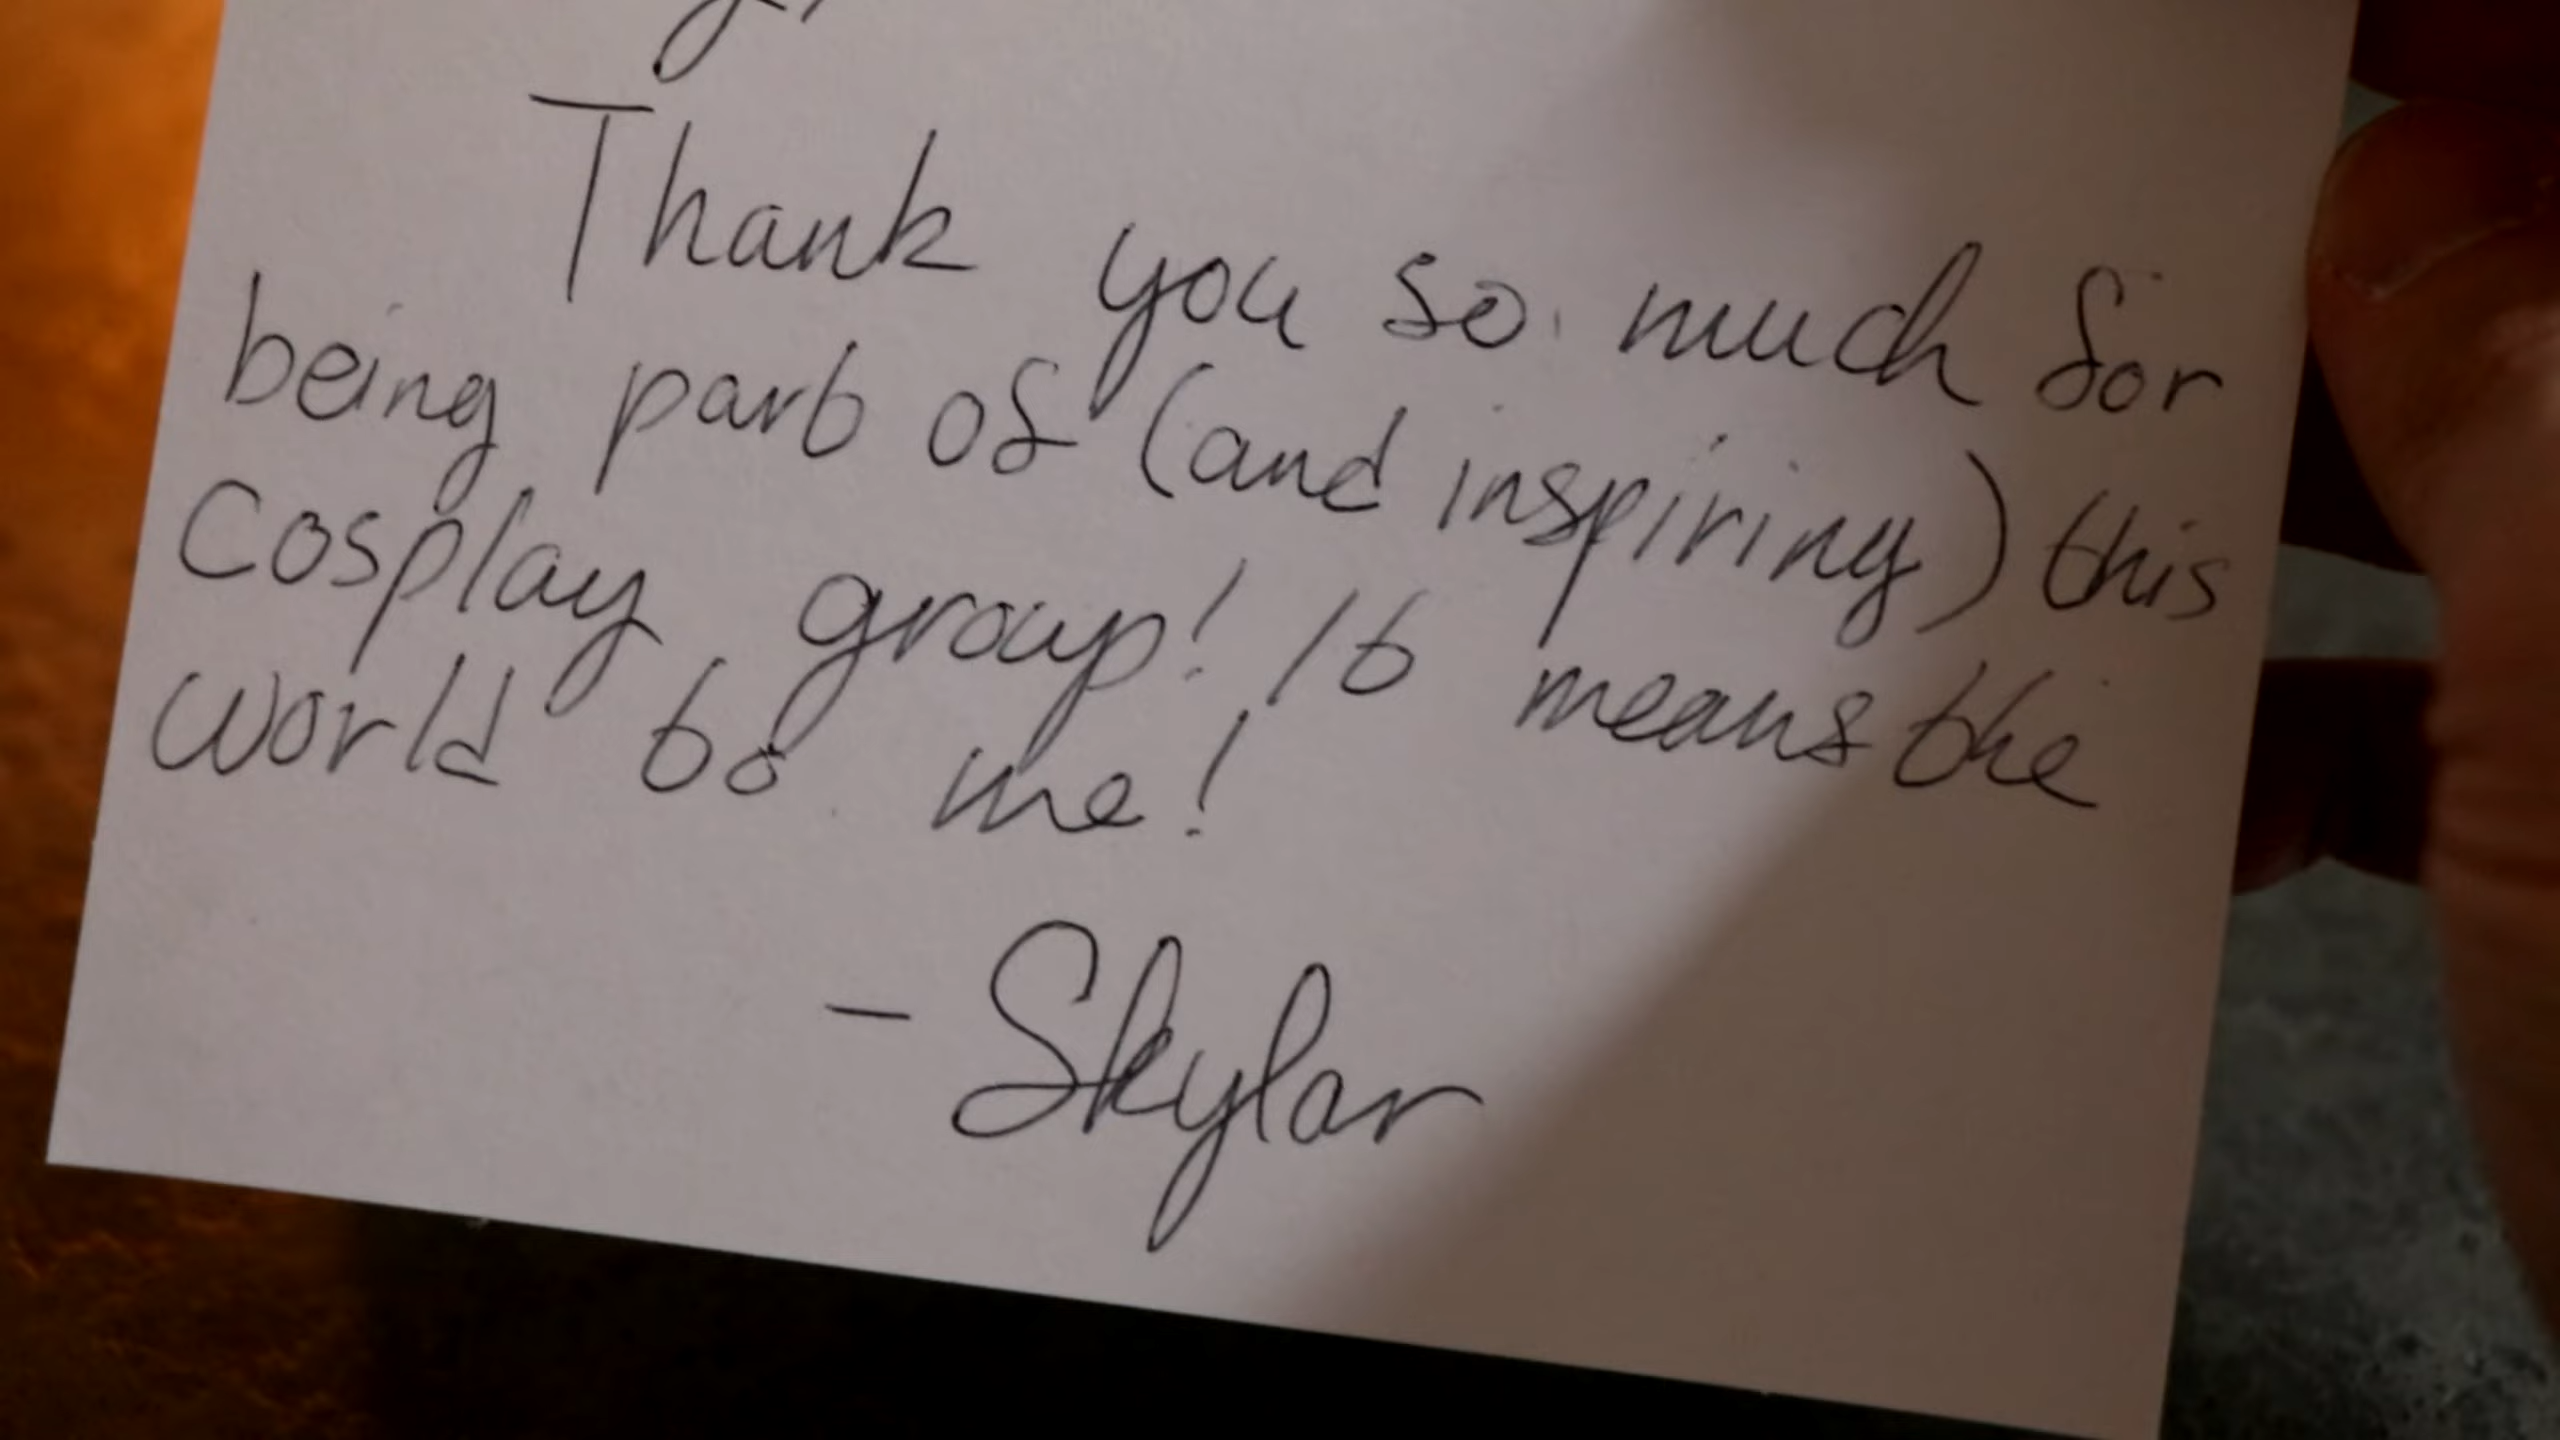 Thank you so much for
being part of (and inspiring) this
cosplay group! It means the
world to me!
- Skylar